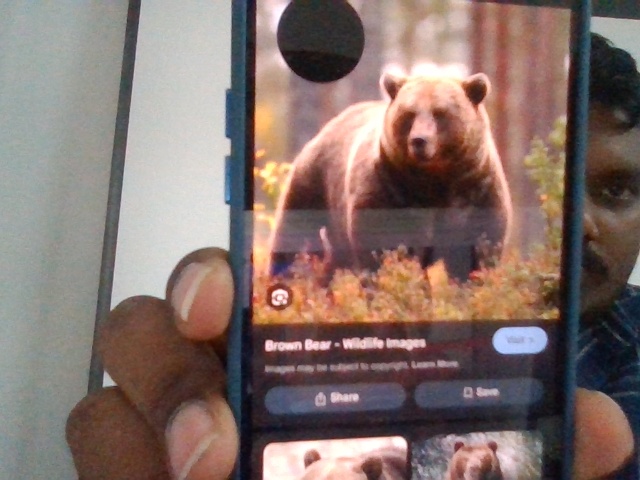 Brown Bear - Wildlife Images
Visit >
Images may be subject to copyright. Learn More
Share
Save